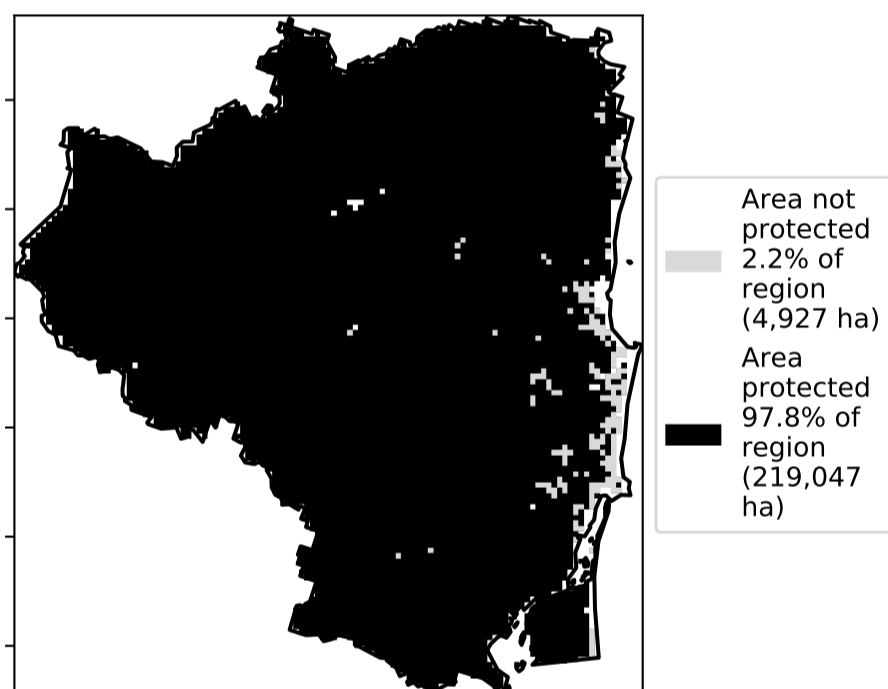 Area not
protected
2.2% of
region
(4,927 ha)
Area
protected
97.8% of
region
(219,047
ha)